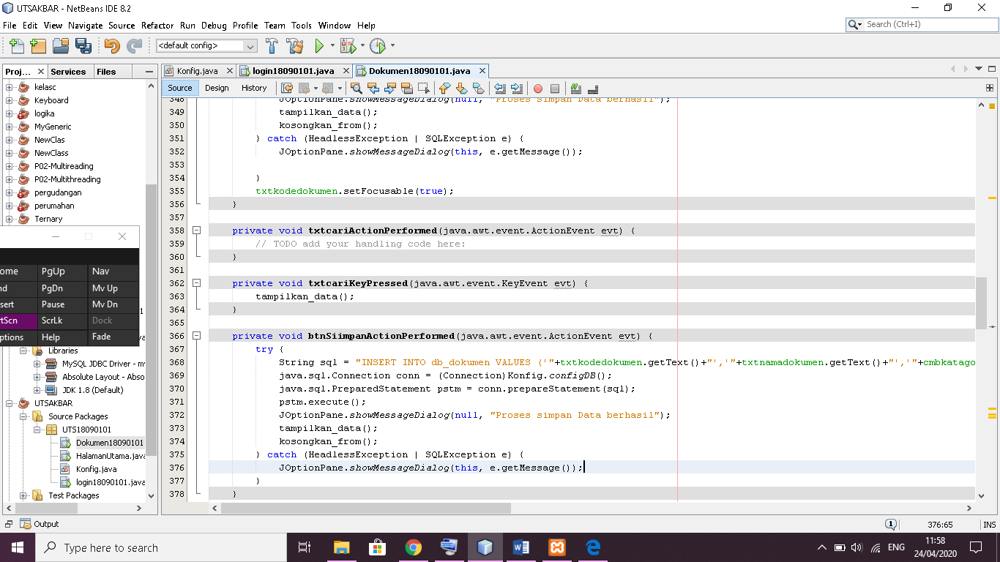 UTSAKBAR - NetBeans IDE 8.2
File Edit View Navigate Source Refactor Run Debug Profile Team Tools Window Help
Search (Ctrl+I)
<default config>
Proj... Services Files
kelasc
Keyboard
logika
MyGeneric
NewClas
NewClass
P02-Multireading
P02-Multithreading
pergudangan
perumahan
Ternary
ome PgUp Nav
nd PgDn Mv Up
sert Pause Mv Dn
tScn ScrLk Dock
ptions Help Fade
Libraries
MySQL JDBC Driver - my
Absolute Layout - Abso
JDK 1.8 (Default)
UTSAKBAR
Source Packages
UTS18090101
Dokumen18090101
HalamanUtama.java
Konfig.java
login18090101.java
Test Packages
Konfig.java login18090101.java Dokumen18090101.java
Source Design History
348 JOptionPane.showMessageDialog(null, "Proses simpan Data berhasil");
349 tampilkan_data();
350 kosongkan_from();
351 } catch (HeadlessException | SQLException e) {
352 JOptionPane.showMessageDialog(this, e.getMessage());
353
354 }
355 txtkodedokumen.setFocusable(true);
356 }
357
358 private void txtcariActionPerformed(java.awt.event.ActionEvent evt) {
359 // TODO add your handling code here:
360 }
361
362 private void txtcariKeyPressed(java.awt.event.KeyEvent evt) {
363 tampilkan_data();
364 }
365
366 private void btnSiimpanActionPerformed(java.awt.event.ActionEvent evt) {
367 try {
368 String sql = "INSERT INTO db_dokumen VALUES ('"+txtkodedokumen.getText()+"','"+txtnamadokumen.getText()+"','"+cmbkatago
369 java.sql.Connection conn = (Connection)Konfig.configDB();
370 java.sql.PreparedStatement pstm = conn.prepareStatement(sql);
371 pstm.execute();
372 JOptionPane.showMessageDialog(null, "Proses simpan Data berhasil");
373 tampilkan_data();
374 kosongkan_from();
375 } catch (HeadlessException | SQLException e) {
376 JOptionPane.showMessageDialog(this, e.getMessage());
377 }
378 }
Output
1
376:65 INS
Type here to search
ENG
11:58
24/04/2020